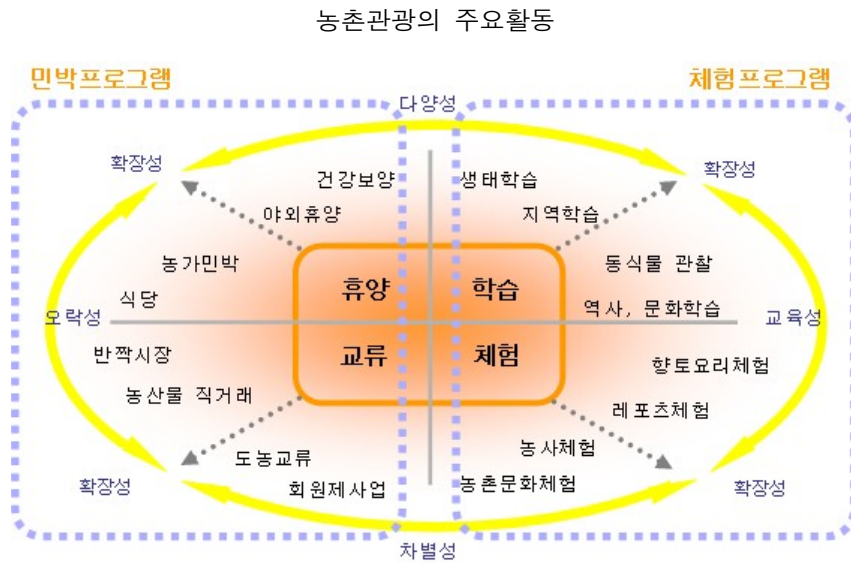 농촌관광의 주요활동
민박프로그램
체험프로그램
다양성
확장성
확장성
건강보양
생태학습
야외휴양
지역학습
농가민박
동식물 관찰
휴양
학습
식당
역사, 문화학습
오락성
교육성
반짝시장
교류
체험
향토요리체험
농산물 직거래
레포츠체험
도농교류
농사체험
확장성
회원제사업
농촌문화체험
확장성
차별성